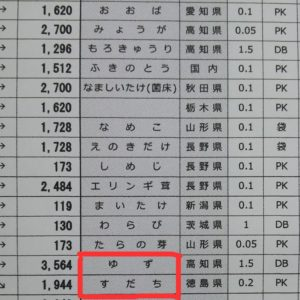 → 1,620 おおば 愛知県 0.1 PK
→ 2,700 みょうが 高知県 0.05 PK
→ 1,296 もろきゅうり 高知県 1.5 DB
→ 1,512 ふきのとう 国内 0.1 PK
→ 2,700 なましいたけ(菌床) 秋田県 0.1 PK
→ 1,620 栃木県 0.1 PK
→ 1,728 なめこ 山形県 0.1 袋
→ 1,728 えのきだけ 長野県 0.1 袋
→ 173 しめじ 長野県 0.1 PK
→ 2,484 エリンギ茸 長野県 0.1 PK
→ 119 まいたけ 新潟県 0.1 PK
→ 130 わらび 茨城県 1 DB
→ 173 たらの芽 山形県 0.05 PK
→ 3,564 ゆず 高知県 1.5 DB
↘ 1,944 すだち 徳島県 0.2 PK